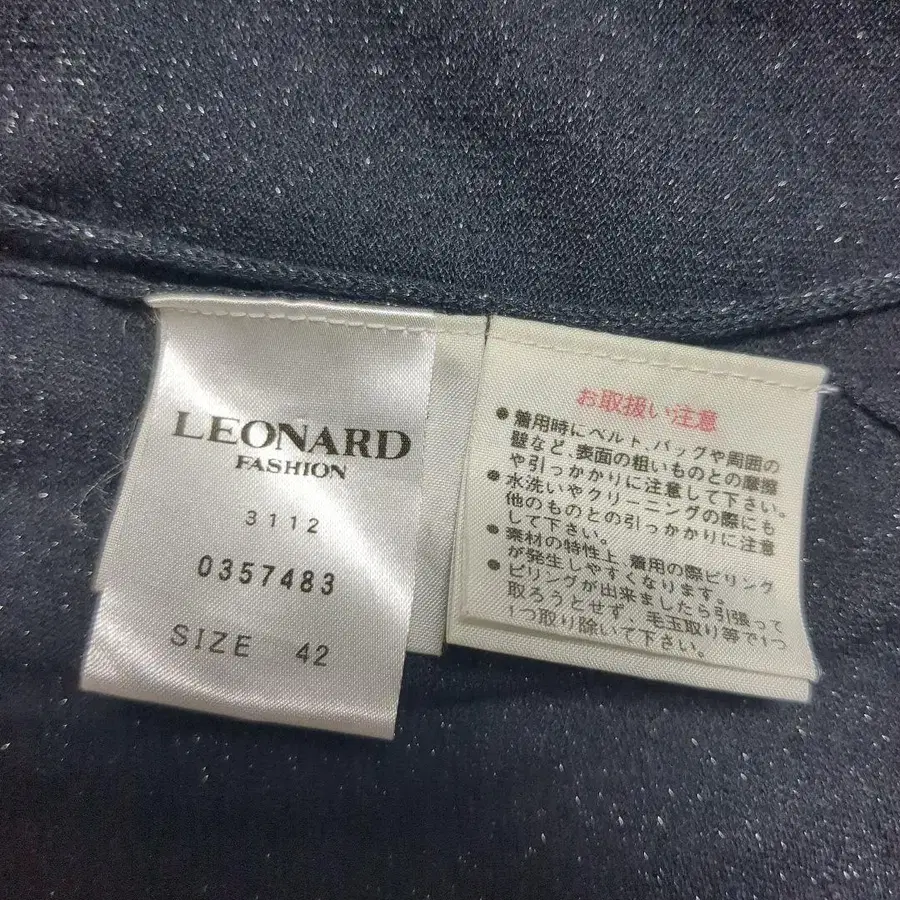 LEONARD
FASHION
3112
0357483
SIZE 42
お取扱い注意
●着用時にベルト、バッグや周囲の
壁など、表面の粗いものとの摩擦
や引っかかりに注意して下さい。
●水洗いやクリーニングの際にも
他のものとの引っかかりに注意
して下さい。
●素材の特性上、着用の際ピリング
が発生しやすくなります。
●ピリングが出来ましたら引張って
取ろうとせず、毛玉取り等で1つ
1つ取り除いて下さい。